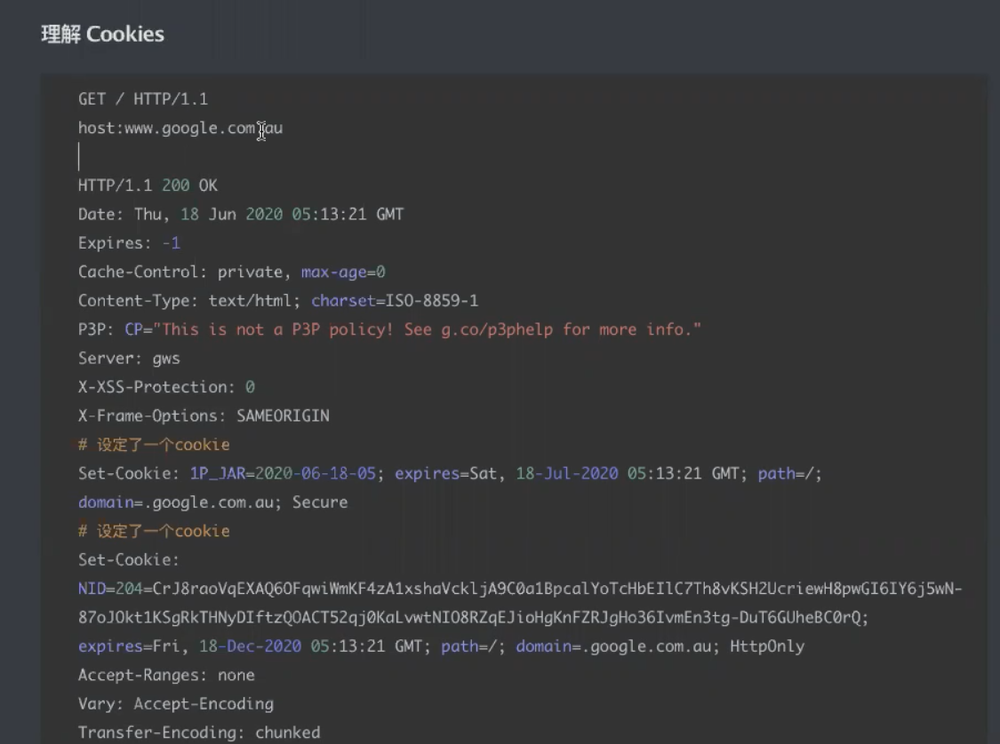 理解 Cookies
GET / HTTP/1.1
host:www.google.com.au
HTTP/1.1 200 OK
Date: Thu, 18 Jun 2020 05:13:21 GMT
Expires: -1
Cache-Control: private, max-age=0
Content-Type: text/html; charset=ISO-8859-1
P3P: CP="This is not a P3P policy! See g.co/p3phelp for more info."
Server: gws
X-XSS-Protection: 0
X-Frame-Options: SAMEORIGIN
# 设定了一个cookie
Set-Cookie: 1P_JAR=2020-06-18-05; expires=Sat, 18-Jul-2020 05:13:21 GMT; path=/;
domain=.google.com.au; Secure
# 设定了一个cookie
Set-Cookie:
NID=204=CrJ8raoVqEXAQ6OFqwiWmKF4zA1xshaVckljA9C0a1BpcalYoTcHbEIlC7Th8vKSH2UcriewH8pwGI6IY6j5wN-
87oJOkt1KSgRkTHNyDIftzQOACT52qj0KaLvwtNIO8RZqEJioHgKnFZRJgHo36IvmEn3tg-DuT6GUheBC0rQ;
expires=Fri, 18-Dec-2020 05:13:21 GMT; path=/; domain=.google.com.au; HttpOnly
Accept-Ranges: none
Vary: Accept-Encoding
Transfer-Encoding: chunked